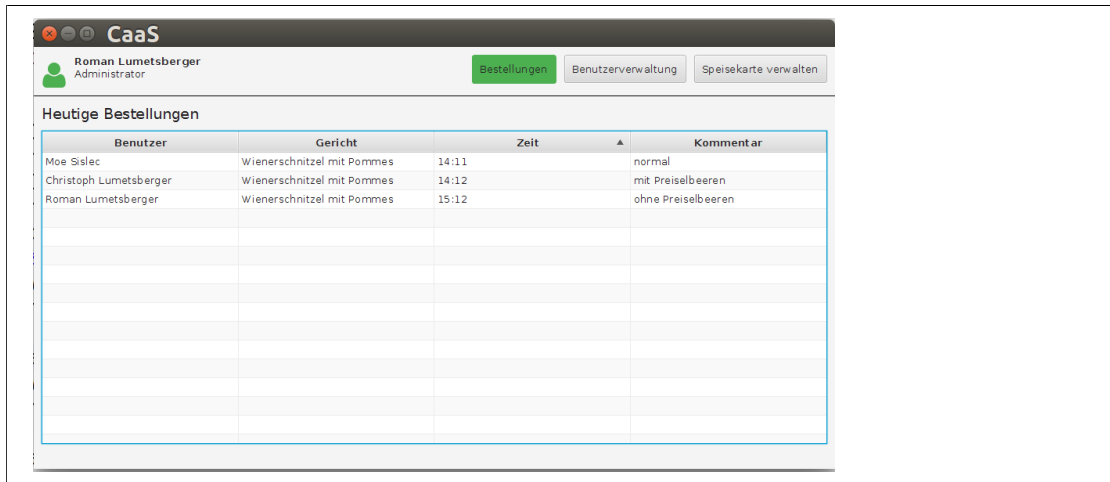 CaaS
Roman Lumetsberger
Administrator
Bestellungen Benutzerverwaltung Speisekarte verwalten
Heutige Bestellungen
Benutzer Gericht Zeit Kommentar
Moe Sislec Wienerschnitzel mit Pommes 14:11 normal
Christoph Lumetsberger Wienerschnitzel mit Pommes 14:12 mit Preiselbeeren
Roman Lumetsberger Wienerschnitzel mit Pommes 15:12 ohne Preiselbeeren